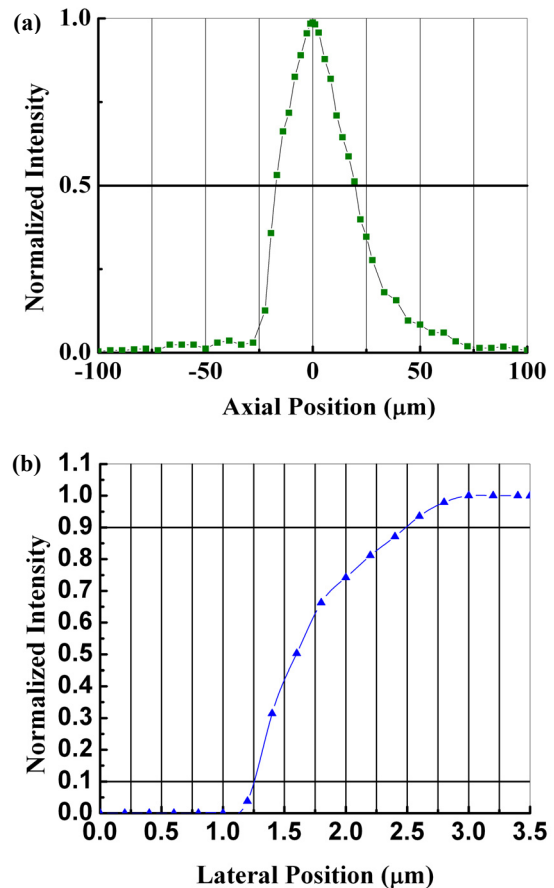 (a)
1.0
0.5
0.0
Normalized Intensity
-100 -50 0 50 100
Axial Position (μm)
(b)
1.1
1.0
0.9
0.8
0.7
0.6
0.5
0.4
0.3
0.2
0.1
0.0
Normalized Intensity
0.0 0.5 1.0 1.5 2.0 2.5 3.0 3.5
Lateral Position (μm)